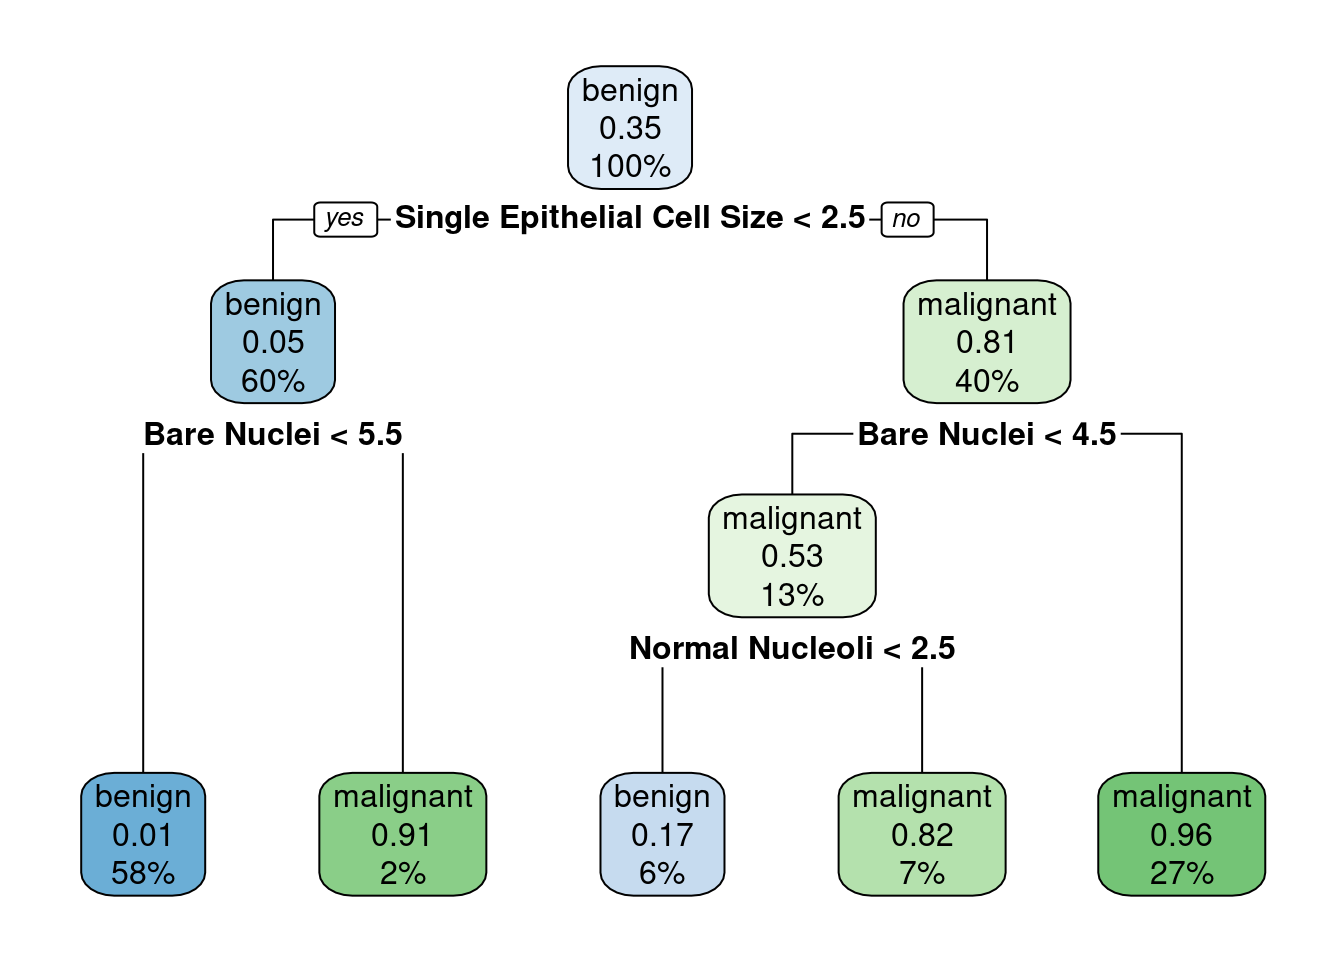 benign
0.35
100%
yes
Single Epithelial Cell Size < 2.5
no
benign
0.05
60%
malignant
0.81
40%
Bare Nuclei < 5.5
Bare Nuclei < 4.5
malignant
0.53
13%
Normal Nucleoli < 2.5
benign
0.01
58%
malignant
0.91
2%
benign
0.17
6%
malignant
0.82
7%
malignant
0.96
27%